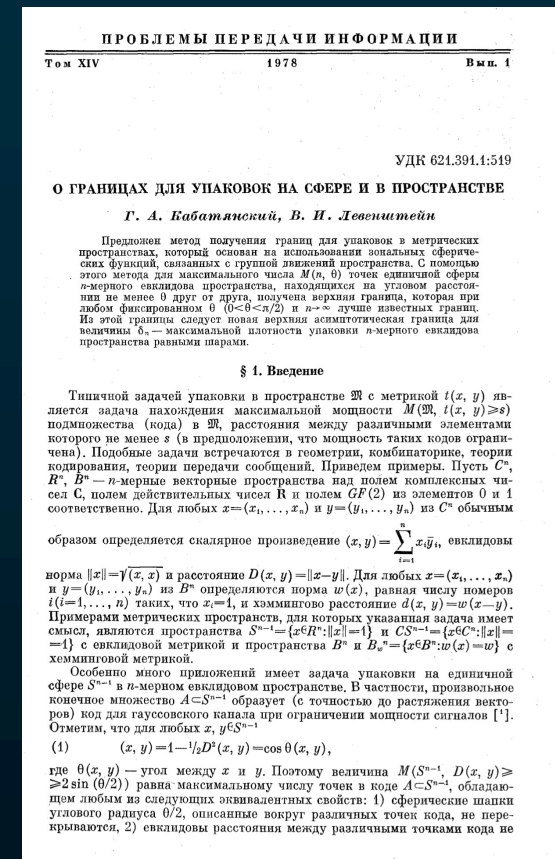 ПРОБЛЕМЫ ПЕРЕДАЧИ ИНФОРМАЦИИ
Том XIV 1978 Вып. 1
УДК 621.391.1:519
О ГРАНИЦАХ ДЛЯ УПАКОВОК НА СФЕРЕ И В ПРОСТРАНСТВЕ
Г. А. Кабатянский, В. И. Левенштейн
Предложен метод получения границ для упаковок в метрических
пространствах, который основан на использовании зональных сфериче-
ских функций, связанных с группой движений пространства. С помощью
этого метода для максимального числа M(n, θ) точек единичной сферы
n-мерного евклидова пространства, находящихся на угловом расстоя-
нии не менее θ друг от друга, получена верхняя граница, которая при
любом фиксированном θ (0<θ<π/2) и n→∞ лучше известных границ.
Из этой границы следует новая верхняя асимптотическая граница для
величины δₙ — максимальной плотности упаковки n-мерного евклидова
пространства равными шарами.
§ 1. Введение
Типичной задачей упаковки в пространстве 𝔐 с метрикой t(x, y) яв-
ляется задача нахождения максимальной мощности M(𝔐, t(x, y)≥s)
подмножества (кода) в 𝔐, расстояния между различными элементами
которого не менее s (в предположении, что мощность таких кодов ограни-
чена). Подобные задачи встречаются в геометрии, комбинаторике, теории
кодирования, теории передачи сообщений. Приведем примеры. Пусть Cⁿ,
Rⁿ, Bⁿ — n-мерные векторные пространства над полем комплексных чи-
сел C, полем действительных чисел R и полем GF(2) из элементов 0 и 1
соответственно. Для любых x=(x₁,..., xₙ) и y=(y₁,..., yₙ) из Cⁿ обычным
образом определяется скалярное произведение (x, y)= ∑ⁿᵢ₌₁ xᵢȳᵢ, евклидовы
норма ||x||=√(x, x) и расстояние D(x, y)=||x−y||. Для любых x=(x₁,..., xₙ)
и y=(y₁,..., yₙ) из Bⁿ определяются норма w(x), равная числу номеров
i(i=1,..., n) таких, что xᵢ=1, и хэммингово расстояние d(x, y)=w(x−y).
Примерами метрических пространств, для которых указанная задача имеет
смысл, являются пространства Sⁿ⁻¹={x∈Rⁿ:||x||=1} и CSⁿ⁻¹={x∈Cⁿ:||x||=
=1} с евклидовой метрикой и пространства Bⁿ и B_wⁿ={x∈Bⁿ:w(x)=w} с
хемминговой метрикой.
Особенно много приложений имеет задача упаковки на единичной
сфере Sⁿ⁻¹ в n-мерном евклидовом пространстве. В частности, произвольное
конечное множество A⊂Sⁿ⁻¹ образует (с точностью до растяжения векто-
ров) код для гауссовского канала при ограничении мощности сигналов [¹].
Отметим, что для любых x, y∈Sⁿ⁻¹
(1) (x, y)=1−¹/₂D²(x, y)=cos θ(x, y),
где θ(x, y) — угол между x и y. Поэтому величина M(Sⁿ⁻¹, D(x, y)≥
≥2 sin (θ/2)) равна максимальному числу точек в коде A⊂Sⁿ⁻¹, обладаю-
щем любым из следующих эквивалентных свойств: 1) сферические шапки
углового радиуса θ/2, описанные вокруг различных точек кода, не пере-
крываются, 2) евклидовы расстояния между различными точками кода не